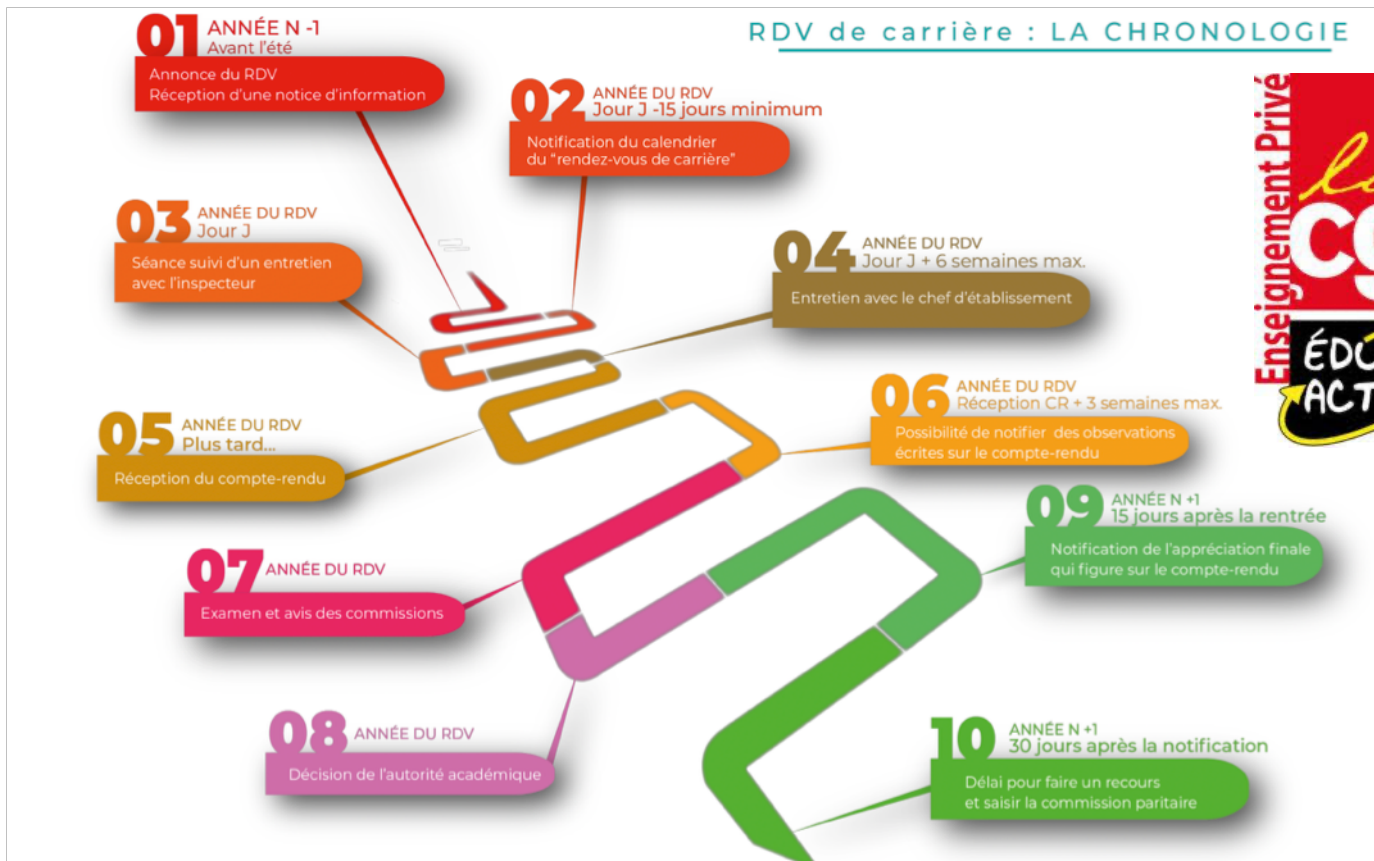 RDV de carrière : LA CHRONOLOGIE
01 ANNÉE N -1
Avant l'été
Annonce du RDV
Réception d'une notice d'information
02 ANNÉE DU RDV
Jour J -15 jours minimum
Notification du calendrier
du "rendez-vous de carrière"
03 ANNÉE DU RDV
Jour J
Séance suivi d'un entretien
avec l'inspecteur
04 ANNÉE DU RDV
Jour J + 6 semaines max.
Entretien avec le chef d'établissement
05 ANNÉE DU RDV
Plus tard...
Réception du compte-rendu
06 ANNÉE DU RDV
Réception CR + 3 semaines max.
Possibilité de notifier des observations
écrites sur le compte-rendu
07 ANNÉE DU RDV
Examen et avis des commissions
08 ANNÉE DU RDV
Décision de l'autorité académique
09 ANNÉE N +1
15 jours après la rentrée
Notification de l'appréciation finale
qui figure sur le compte-rendu
10 ANNÉE N +1
30 jours après la notification
Délai pour faire un recours
et saisir la commission paritaire
Enseignement Privé